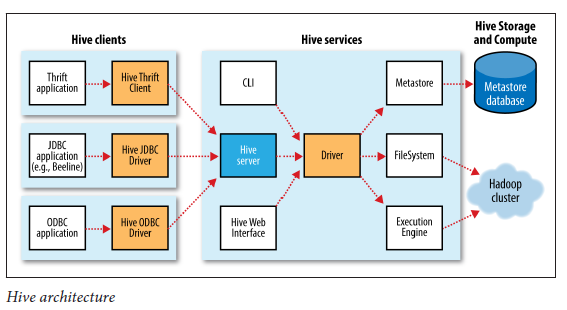 Hive clients
Hive services
Hive Storage
and Compute
Thrift
application
Hive Thrift
Client
CLI
Metastore
Metastore
database
JDBC
application
(e.g., Beeline)
Hive JDBC
Driver
Hive
server
Driver
FileSystem
Hadoop
cluster
ODBC
application
Hive ODBC
Driver
Hive Web
Interface
Execution
Engine
Hive architecture